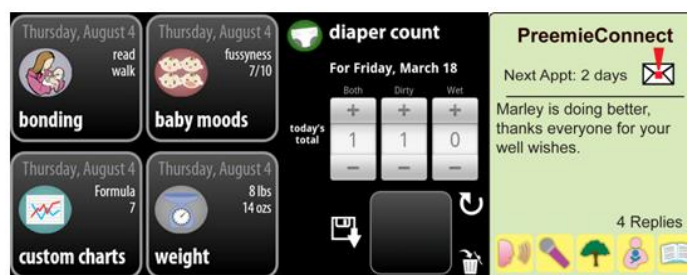 Thursday, August 4
read
walk
bonding
Thursday, August 4
fussyness
7/10
baby moods
Thursday, August 4
Formula
7
custom charts
Thursday, August 4
8 lbs
14 ozs
weight
diaper count
For Friday, March 18
Both Dirty Wet
+ + +
today's
total
1 1 0
− − −
PreemieConnect
Next Appt: 2 days
Marley is doing better,
thanks everyone for your
well wishes.
4 Replies